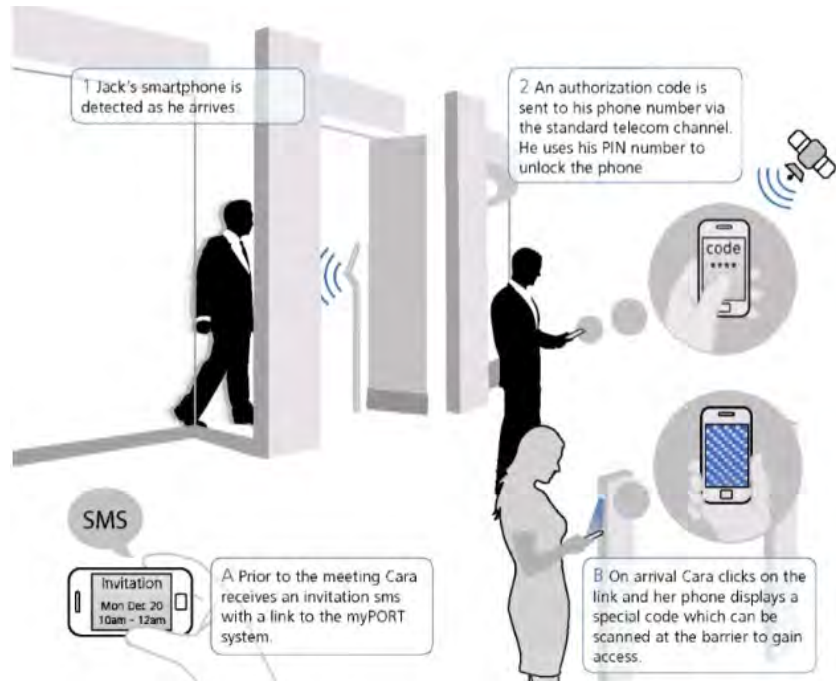 1 Jack's smartphone is
detected as he arrives
2 An authorization code is
sent to his phone number via
the standard telecom channel.
He uses his PIN number to
unlock the phone
code
****
SMS
Invitation
Mon Dec 20
10am - 12am
A Prior to the meeting Cara
receives an invitation sms
with a link to the myPORT
system.
B On arrival Cara clicks on the
link and her phone displays a
special code which can be
scanned at the barrier to gain
access.